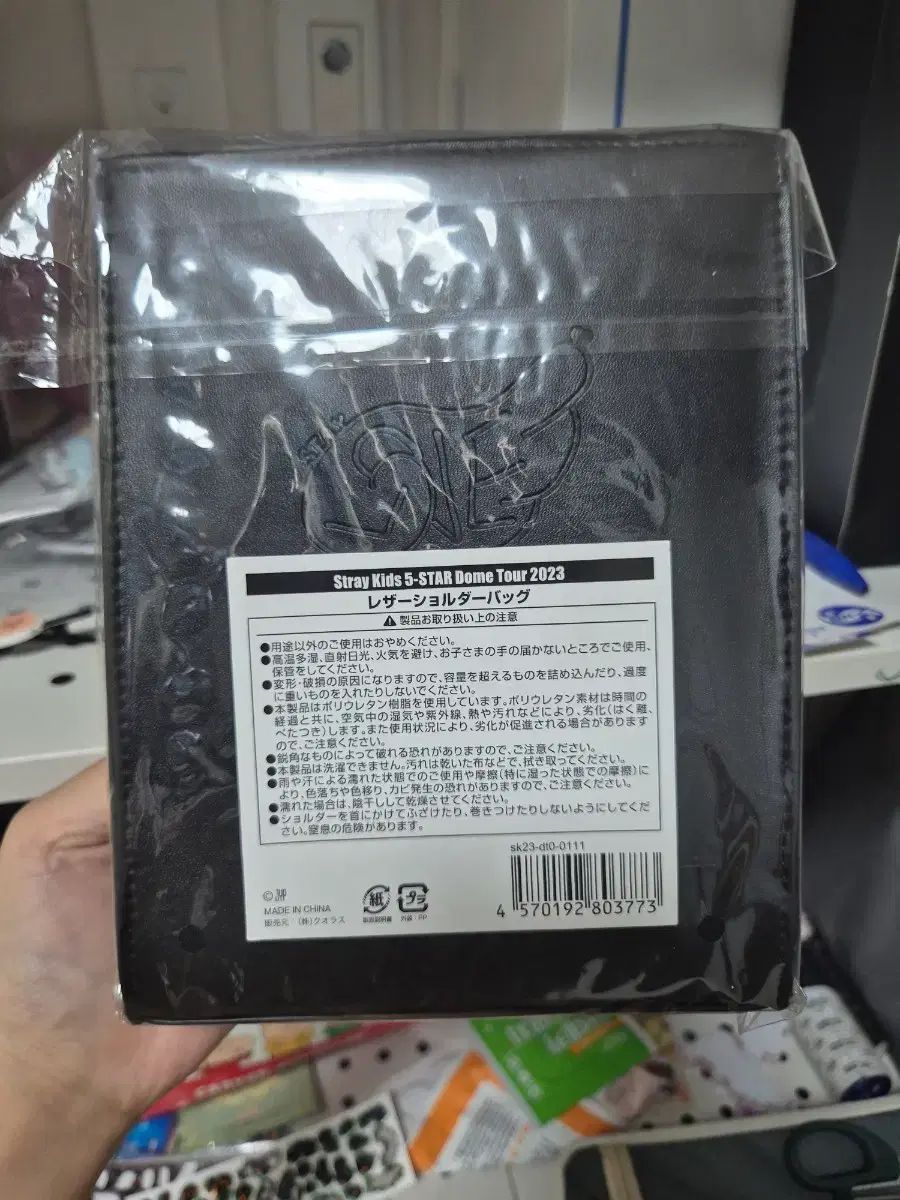 STAY
Stray Kids 5-STAR Dome Tour 2023
レザーショルダーバッグ
製品お取り扱い上の注意
●用途以外のご使用はおやめください。
●高温多湿、直射日光、火気を避け、お子さまの手の届かないところでご使用、
保管をしてください。
●変形・破損の原因になりますので、容量を超えるものを詰め込んだり、過度
に重いものを入れたりしないでください。
●本製品はポリウレタン樹脂を使用しています。ポリウレタン素材は時間の
経過と共に、空気中の湿気や紫外線、熱や汚れなどにより、劣化(はく離、
べたつき)します。また使用状況により、劣化が促進される場合があります
ので、ご注意ください。
●鋭角なものによって破れる恐れがありますので、ご注意ください。
●本製品は洗濯できません。汚れは乾いた布などで、拭き取ってください。
●雨や汗による濡れた状態でのご使用や摩擦(特に湿った状態での摩擦)に
より、色落ちや色移り、カビ発生の恐れがありますので、ご注意ください。
●濡れた場合は、陰干しして乾燥させてください。
●ショルダーを首にかけてふざけたり、巻きつけたりしないようにしてくだ
さい。窒息の危険があります。
sk23-dt0-0111
© JYP
MADE IN CHINA
販売元 (株)クオラス
紙
取扱説明書
プラ
外袋:PP
4 570192 803773